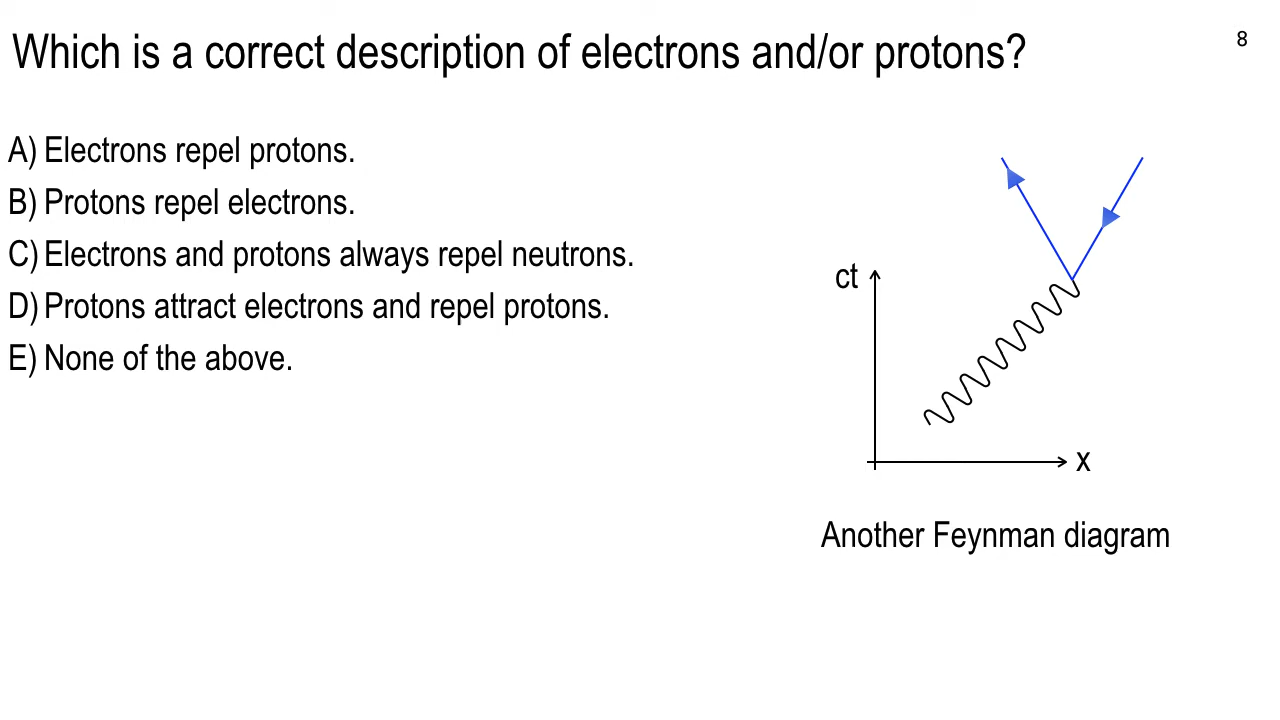 Which is a correct description of electrons and/or protons?
8
A) Electrons repel protons.
B) Protons repel electrons.
C) Electrons and protons always repel neutrons.
D) Protons attract electrons and repel protons.
E) None of the above.
ct
x
Another Feynman diagram